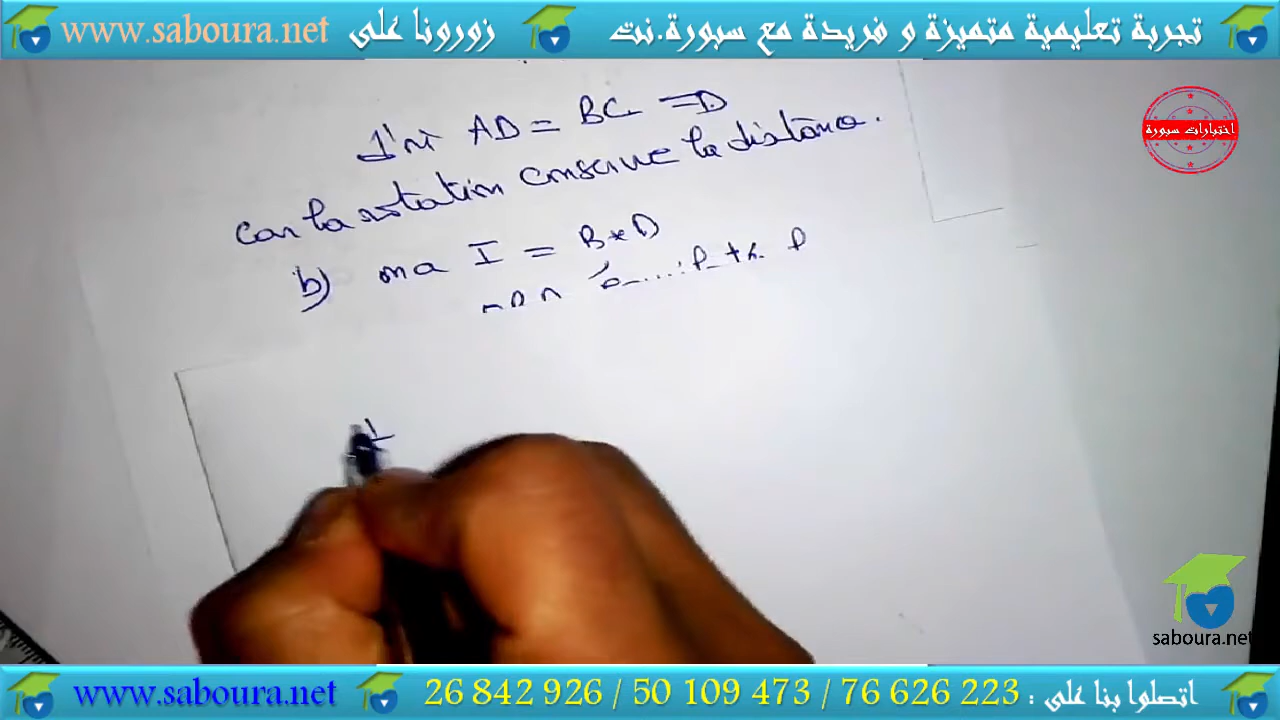 www.saboura.net زورونا على تجربة تعليمية متميزة و فريدة مع سبورة.نت
اختبارات سبورة
AD = BC
car la rotation conserve la distance.
b) on a I = B*D
saboura.net
www.saboura.net 26 842 926 / 50 109 473 / 76 626 223 : اتصلوا بنا على